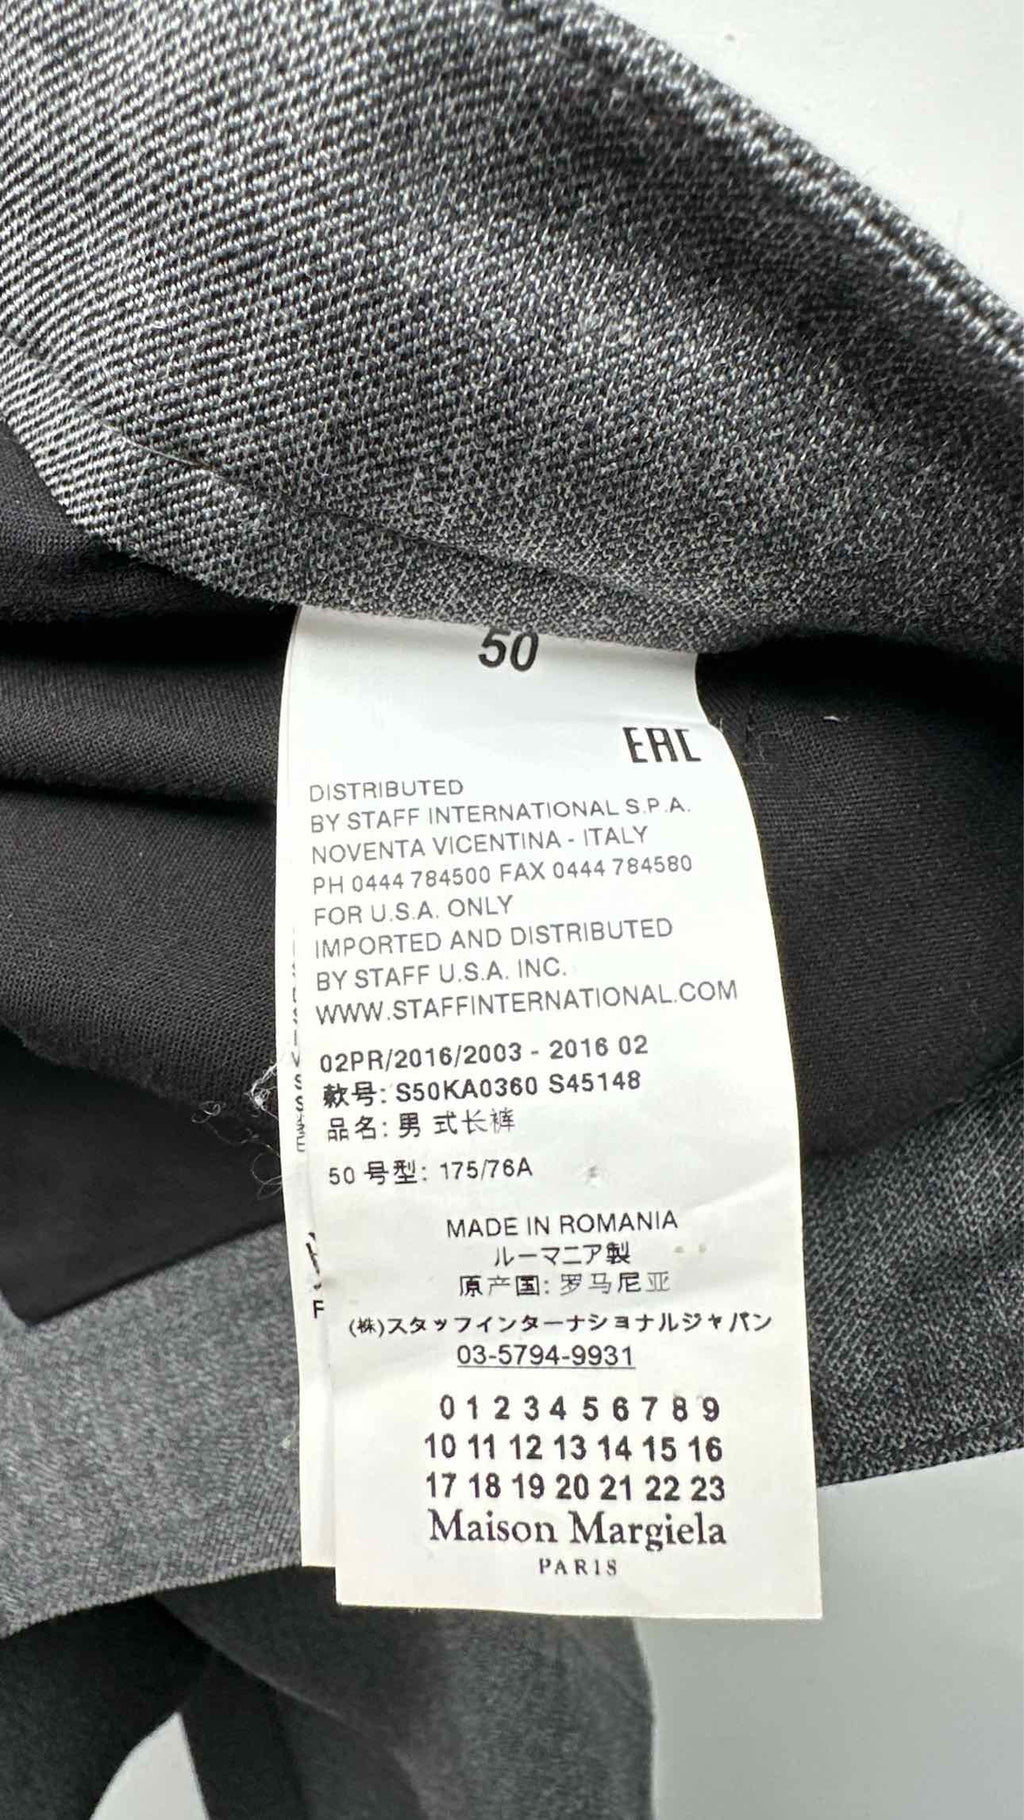 50
EAC
DISTRIBUTED
BY STAFF INTERNATIONAL S.P.A.
NOVENTA VICENTINA - ITALY
PH 0444 784500 FAX 0444 784580
FOR U.S.A. ONLY
IMPORTED AND DISTRIBUTED
BY STAFF U.S.A. INC.
WWW.STAFFINTERNATIONAL.COM
02PR/2016/2003 - 2016 02
款号: S50KA0360 S45148
品名: 男 式长裤
50 号型: 175/76A
MADE IN ROMANIA
ルーマニア製
原产国: 罗马尼亚
(株)スタッフインターナショナルジャパン
03-5794-9931
0 1 2 3 4 5 6 7 8 9
10 11 12 13 14 15 16
17 18 19 20 21 22 23
Maison Margiela
PARIS